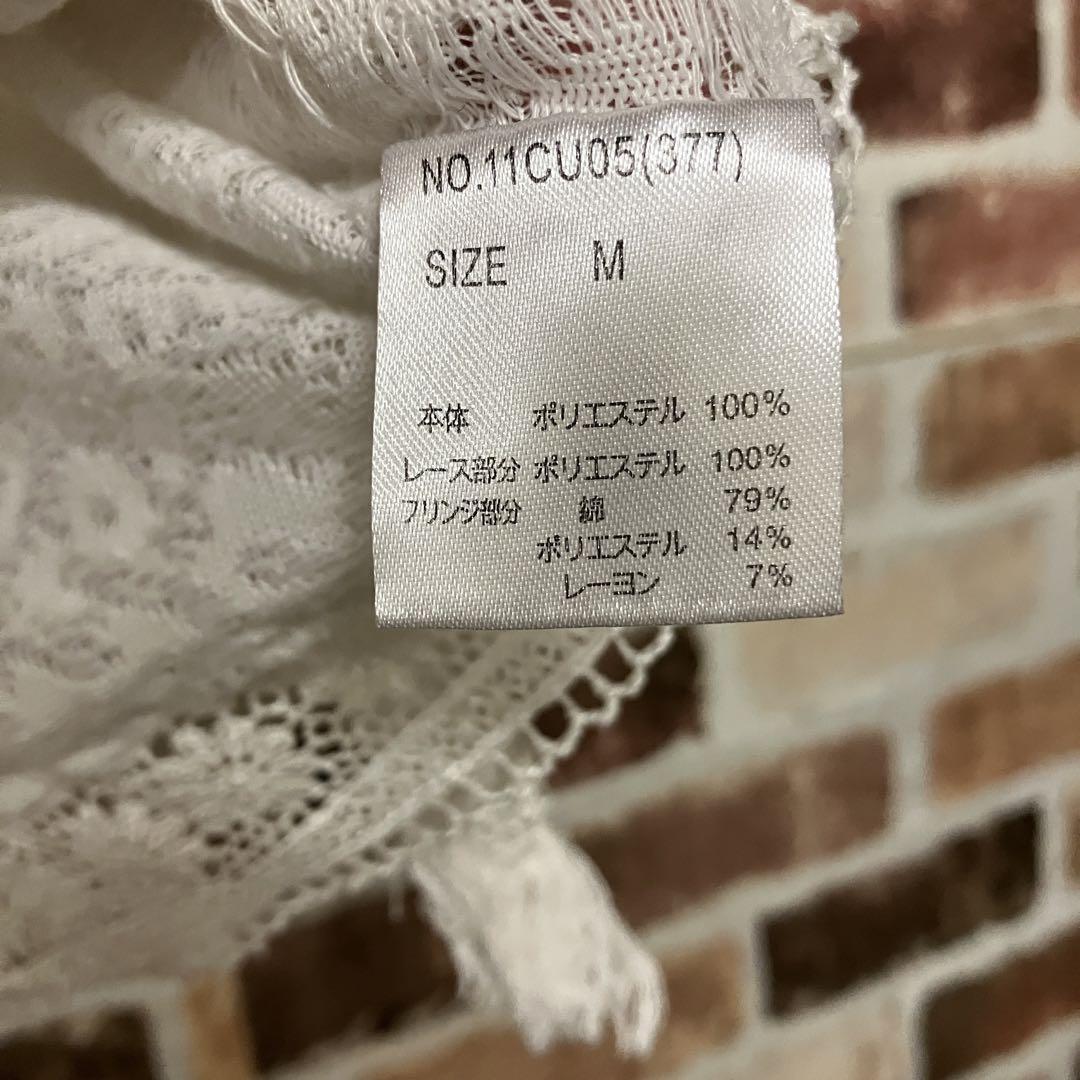 NO.11CU05(377)
SIZE M
本体 ポリエステル 100%
レース部分 ポリエステル 100%
フリンジ部分 綿 79%
ポリエステル 14%
レーヨン 7%